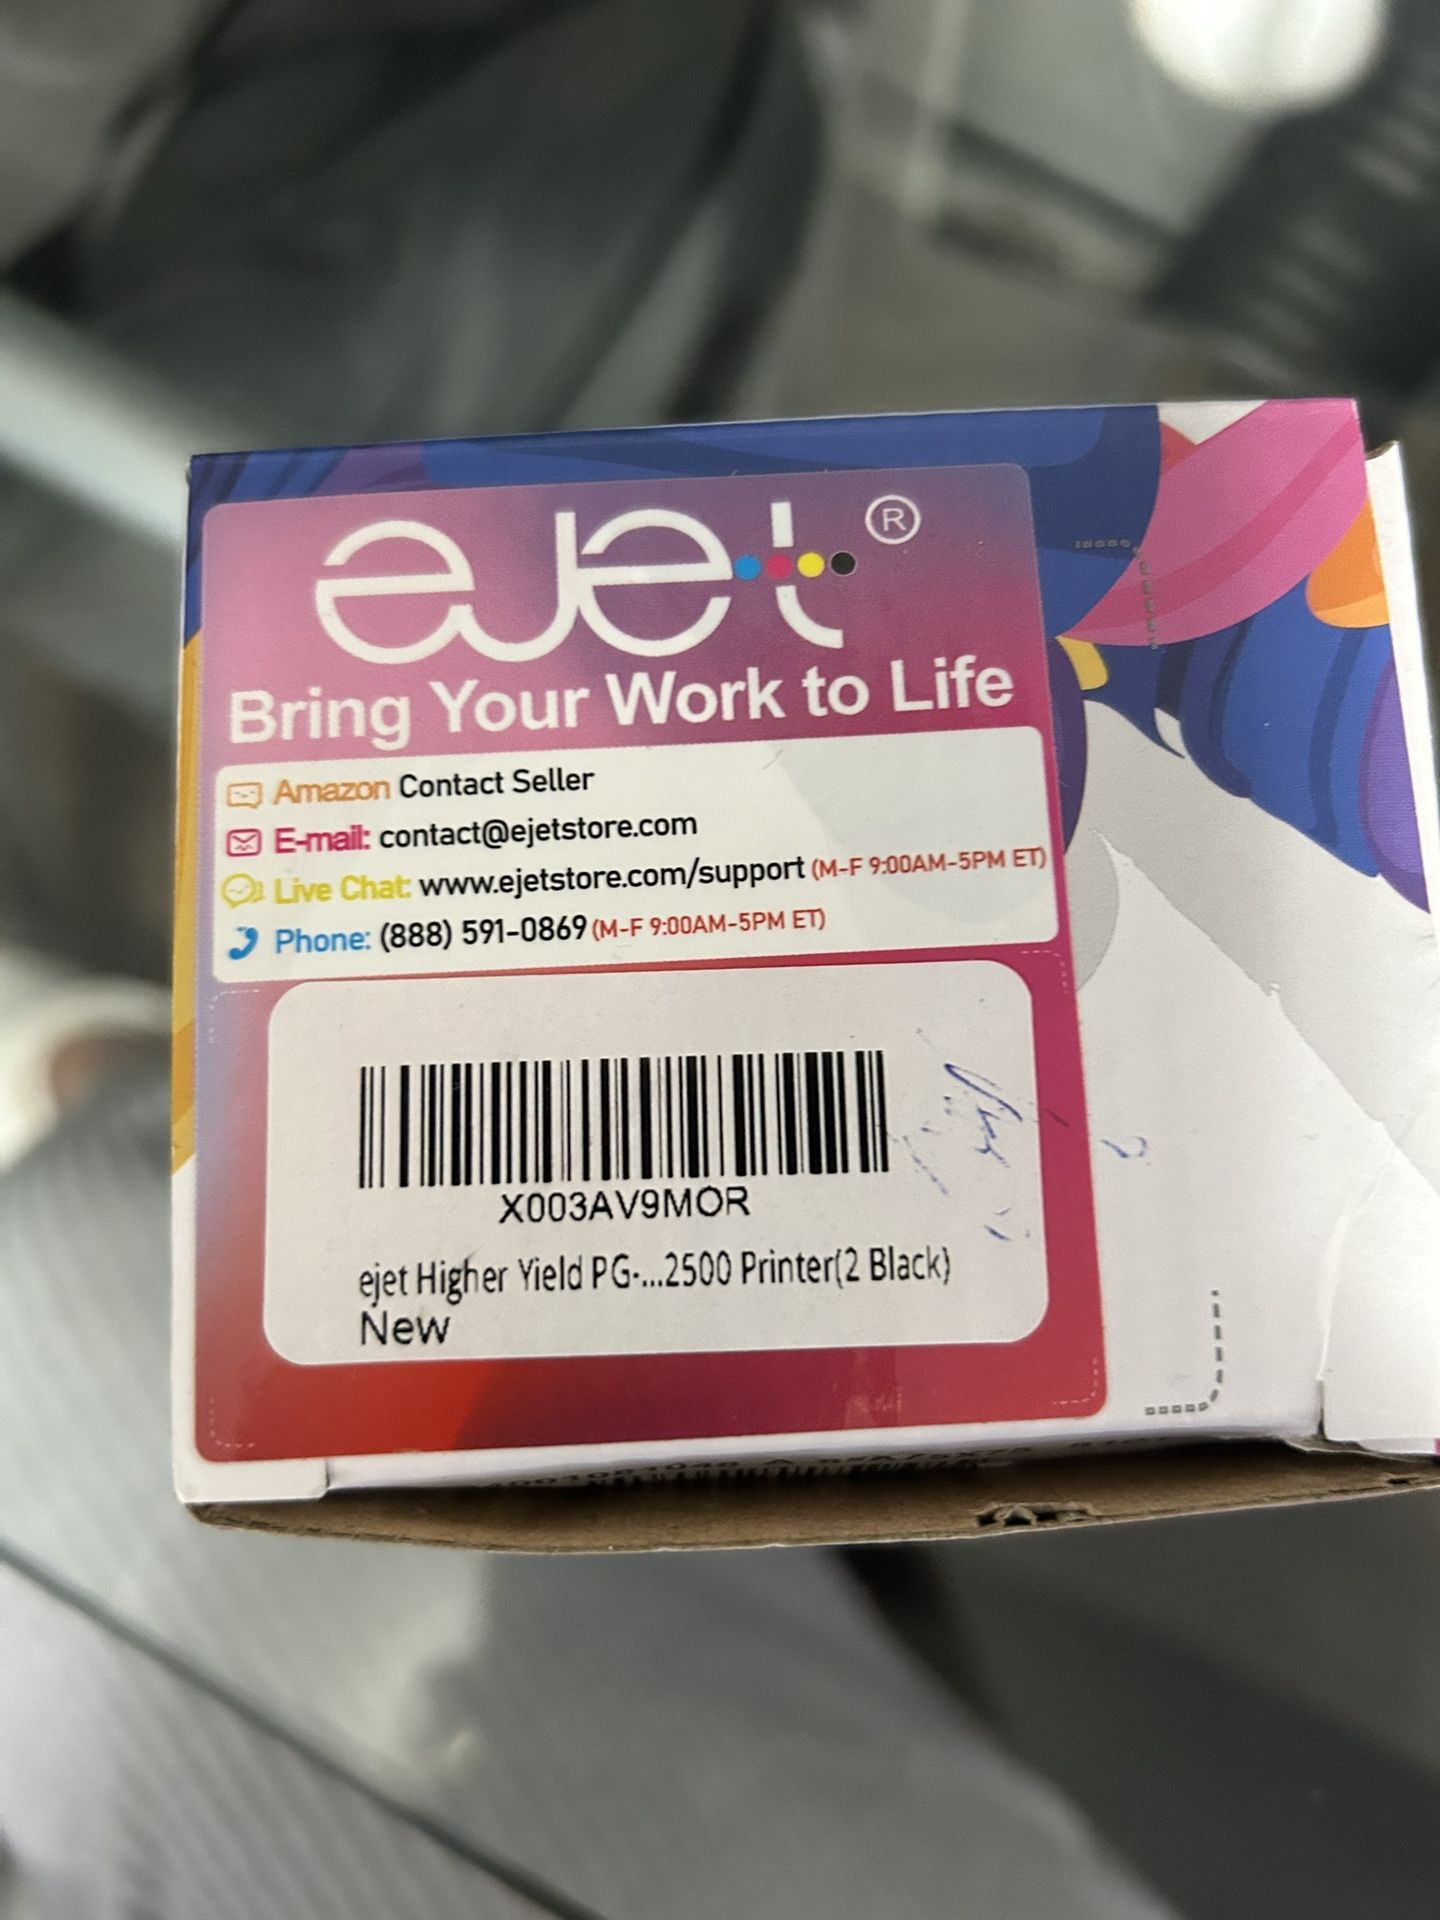 ejet®
Bring Your Work to Life
Amazon Contact Seller
E-mail: contact@ejetstore.com
Live Chat: www.ejetstore.com/support (M-F 9:00AM-5PM ET)
Phone: (888) 591-0869 (M-F 9:00AM-5PM ET)
X003AV9MOR
ejet Higher Yield PG-...2500 Printer(2 Black)
New